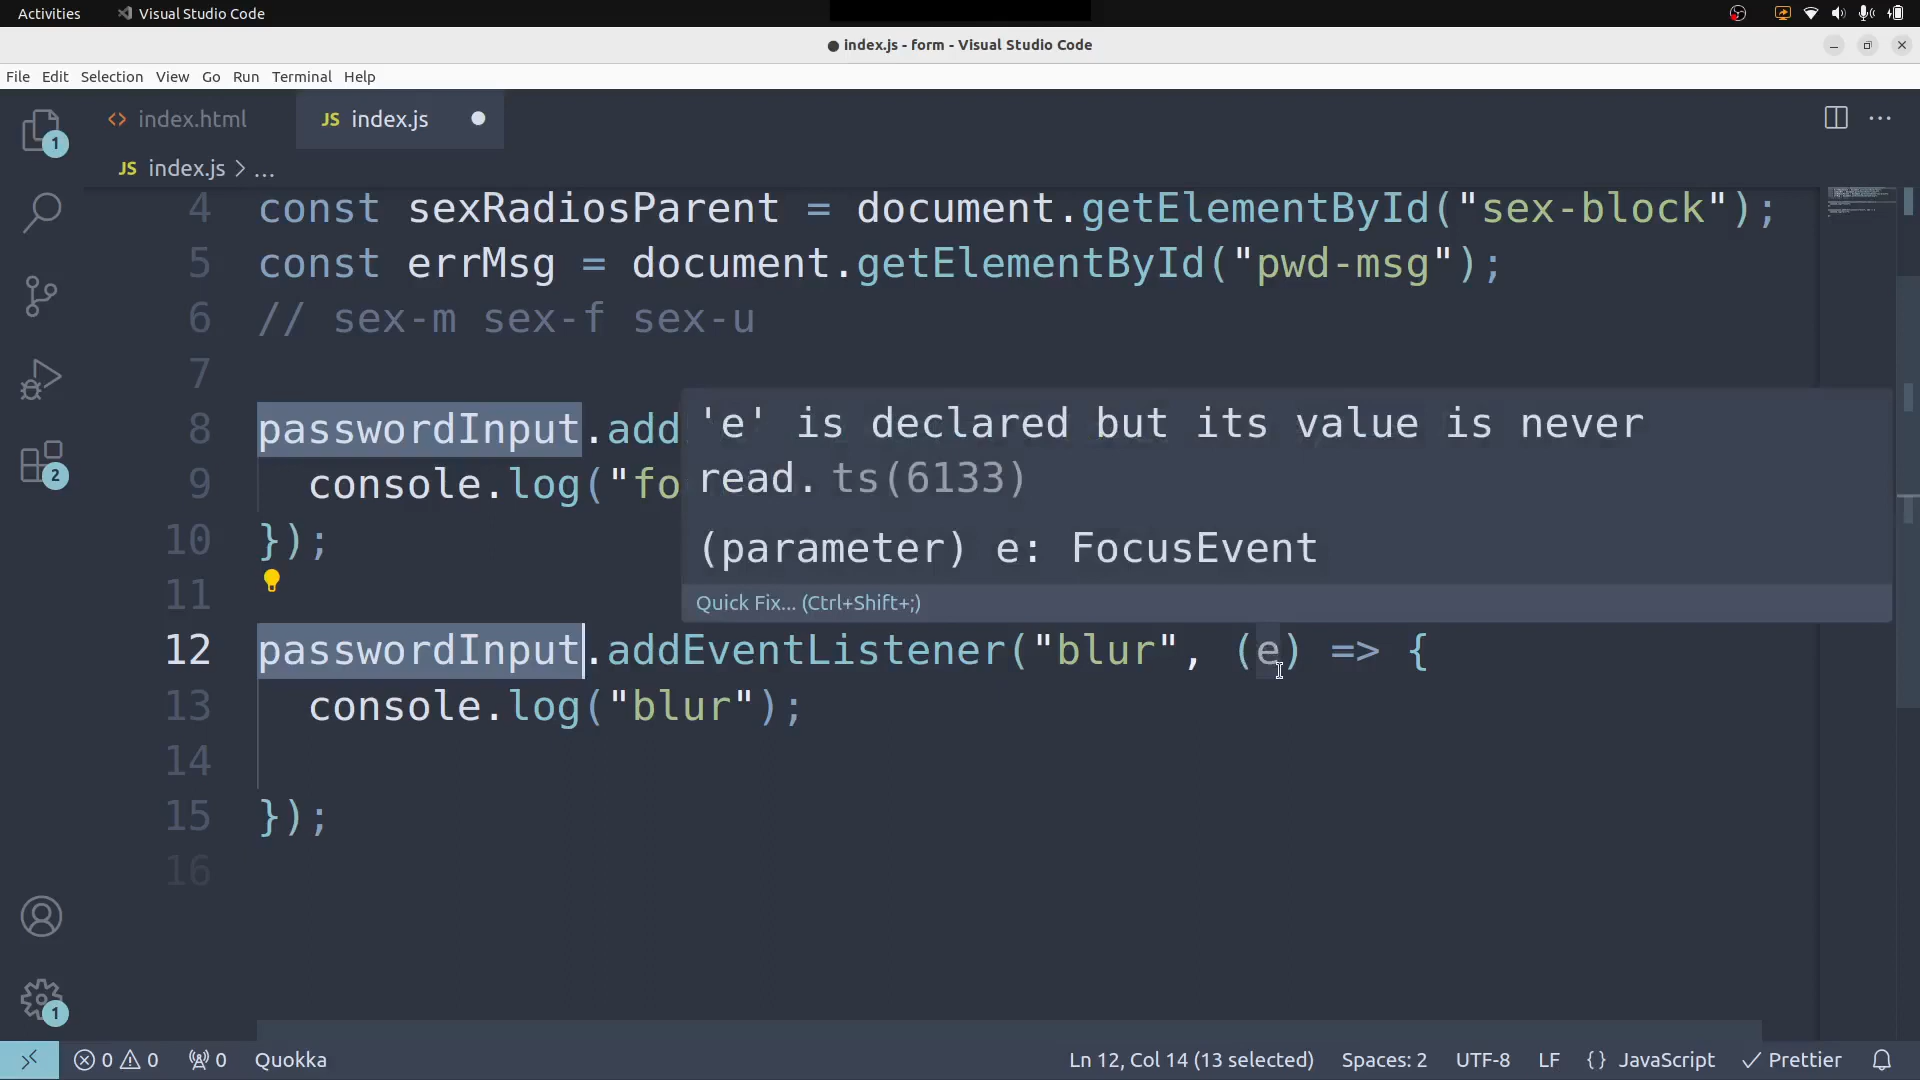 Activities Visual Studio Code
index.js - form - Visual Studio Code
File Edit Selection View Go Run Terminal Help
1
index.html JS index.js
JS index.js > ...
4 const sexRadiosParent = document.getElementById("sex-block");
5 const errMsg = document.getElementById("pwd-msg");
6 // sex-m sex-f sex-u
7
8 passwordInput.add
'e' is declared but its value is never
read. ts(6133)
(parameter) e: FocusEvent
Quick Fix... (Ctrl+Shift+;)
9 console.log("fo
2
10 });
11
12 passwordInput.addEventListener("blur", (e) => {
13 console.log("blur");
14
15 });
16
1
0 0 0 Quokka Ln 12, Col 14 (13 selected) Spaces: 2 UTF-8 LF {} JavaScript Prettier